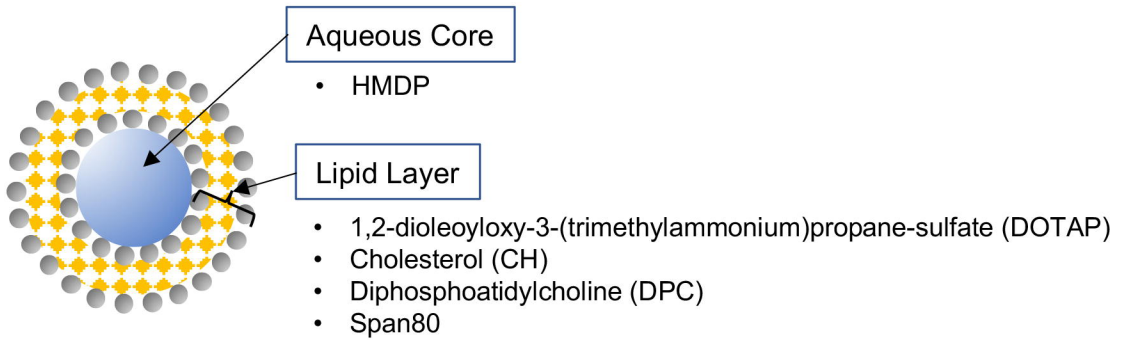 Aqueous Core
• HMDP
Lipid Layer
• 1,2-dioleoyloxy-3-(trimethylammonium)propane-sulfate (DOTAP)
• Cholesterol (CH)
• Diphosphoatidylcholine (DPC)
• Span80